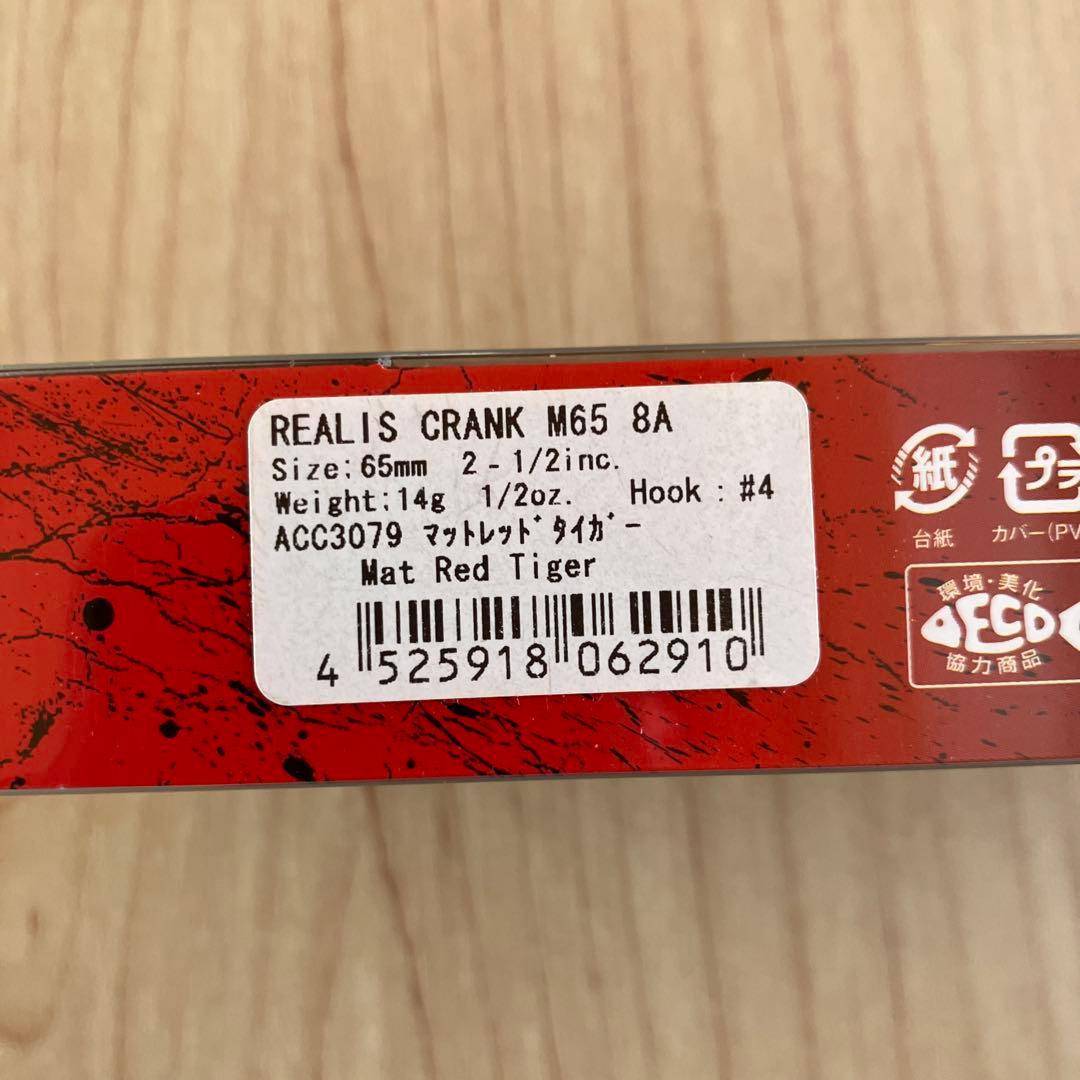 REALIS CRANK M65 8A
Size:65mm 2-1/2inc.
Weight:14g 1/2oz. Hook : #4
ACC3079 ﾏｯﾄﾚｯﾄﾞﾀｲｶﾞｰ
Mat Red Tiger
4 525918 062910
紙
台紙
プラ
カバー(PV
環境・美化
ECO
協力商品